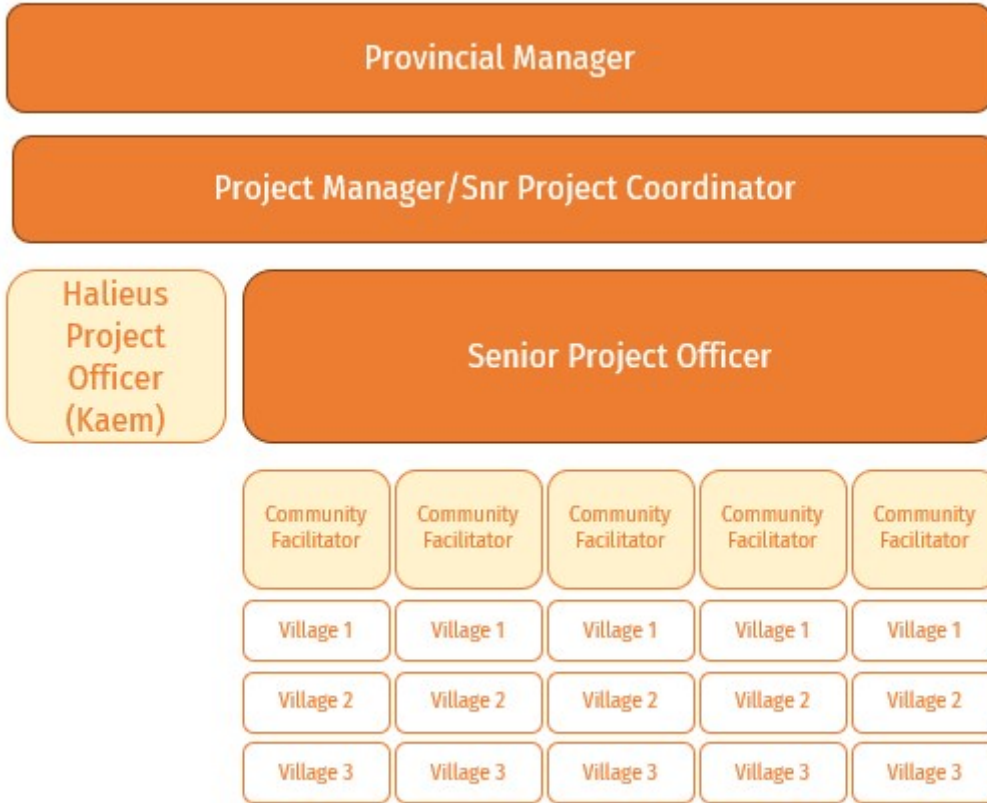 Provincial Manager
Project Manager/Snr Project Coordinator
Halieus
Project
Officer
(Kaem)
Senior Project Officer
Community
Facilitator
Community
Facilitator
Community
Facilitator
Community
Facilitator
Community
Facilitator
Village 1
Village 1
Village 1
Village 1
Village 1
Village 2
Village 2
Village 2
Village 2
Village 2
Village 3
Village 3
Village 3
Village 3
Village 3